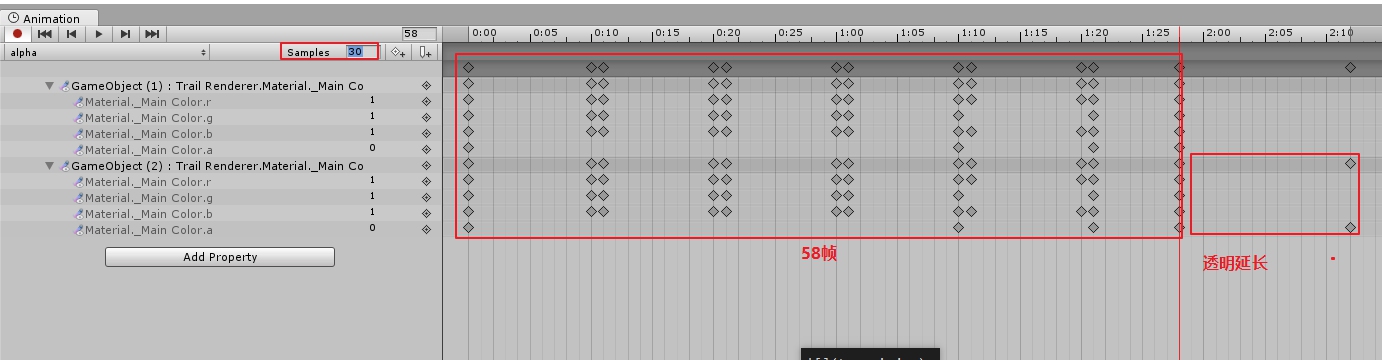 Animation
58
0:00 0:05 0:10 0:15 0:20 0:25 1:00 1:05 1:10 1:15 1:20 1:25 2:00 2:05 2:10
alpha Samples 30
GameObject (1) : Trail Renderer.Material._Main Co
Material._Main Color.r 1
Material._Main Color.g 1
Material._Main Color.b 1
Material._Main Color.a 0
GameObject (2) : Trail Renderer.Material._Main Co
Material._Main Color.r 1
Material._Main Color.g 1
Material._Main Color.b 1
Material._Main Color.a 0
Add Property
58帧
透明延长